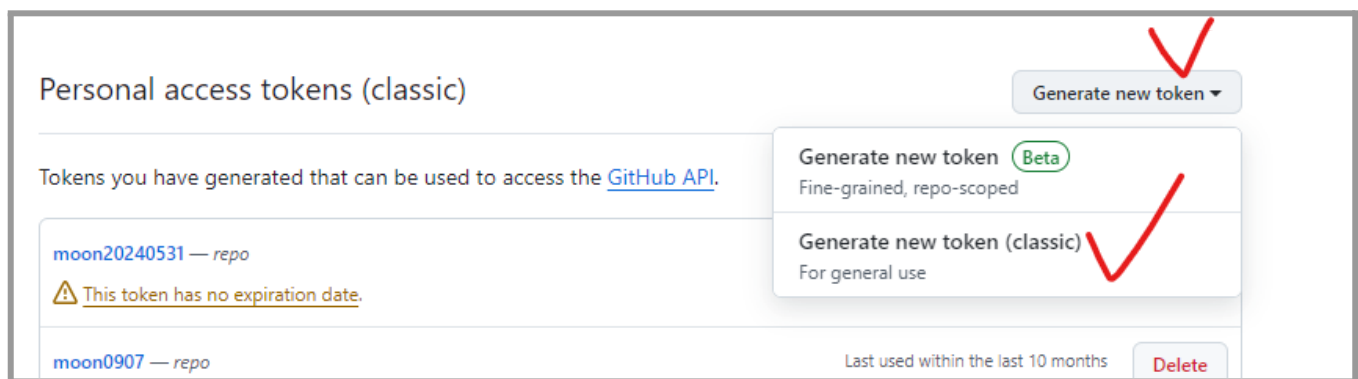 Personal access tokens (classic)
Generate new token
Generate new token Beta
Fine-grained, repo-scoped
Tokens you have generated that can be used to access the GitHub API.
Generate new token (classic)
For general use
moon20240531 — repo
This token has no expiration date.
moon0907 — repo
Last used within the last 10 months
Delete